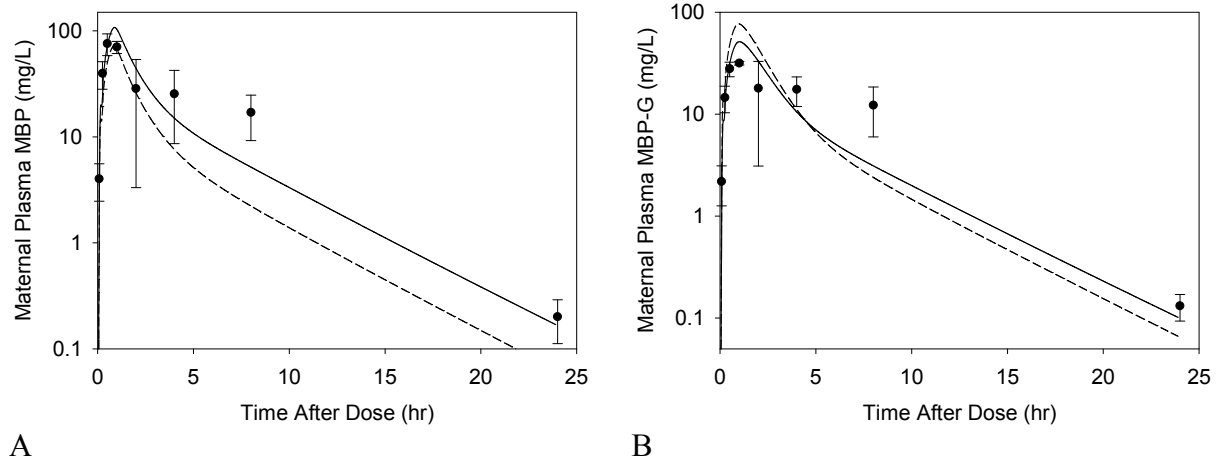 Maternal Plasma MBP (mg/L)
100
10
1
0.1
0 5 10 15 20 25
Time After Dose (hr)
A
Maternal Plasma MBP-G (mg/L)
100
10
1
0.1
0 5 10 15 20 25
Time After Dose (hr)
B